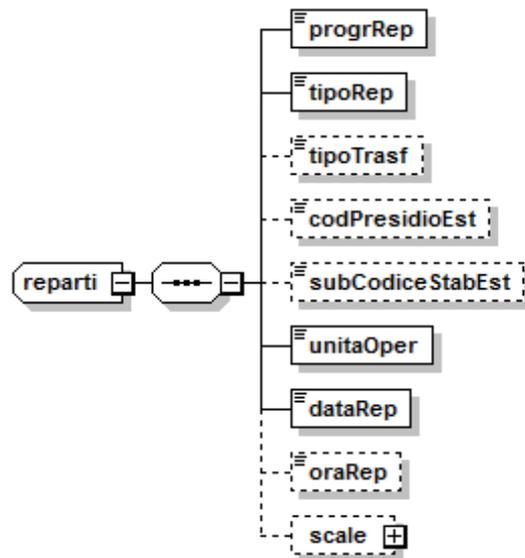 progrRep
tipoRep
tipoTrasf
codPresidioEst
reparti
subCodiceStabEst
unitaOper
dataRep
oraRep
scale